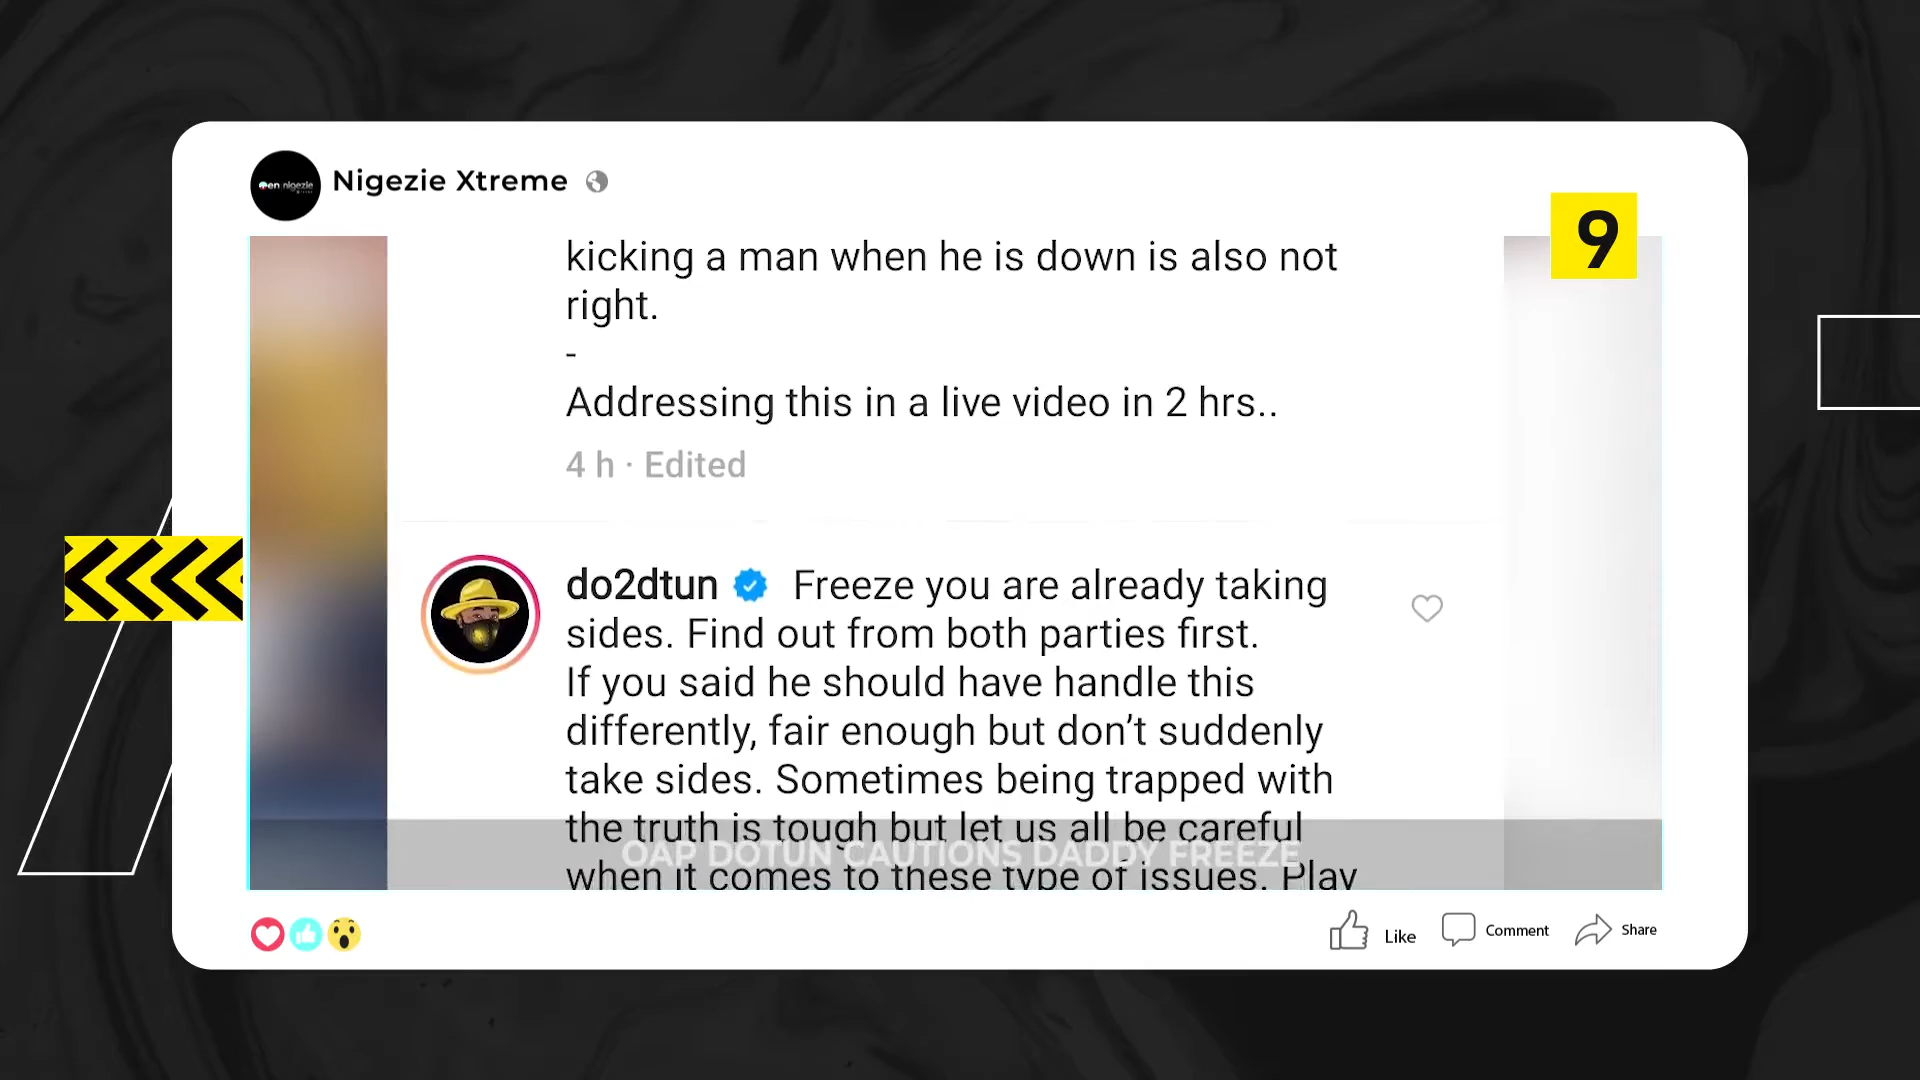 Nigezie Xtreme
9
kicking a man when he is down is also not
right.
-
Addressing this in a live video in 2 hrs..
4 h · Edited
do2dtun Freeze you are already taking
sides. Find out from both parties first.
If you said he should have handle this
differently, fair enough but don’t suddenly
take sides. Sometimes being trapped with
the truth is tough but let us all be careful
OAP DOTUN CAUTIONS DADDY FREEZE
when it comes to these type of issues. Play
Like Comment Share